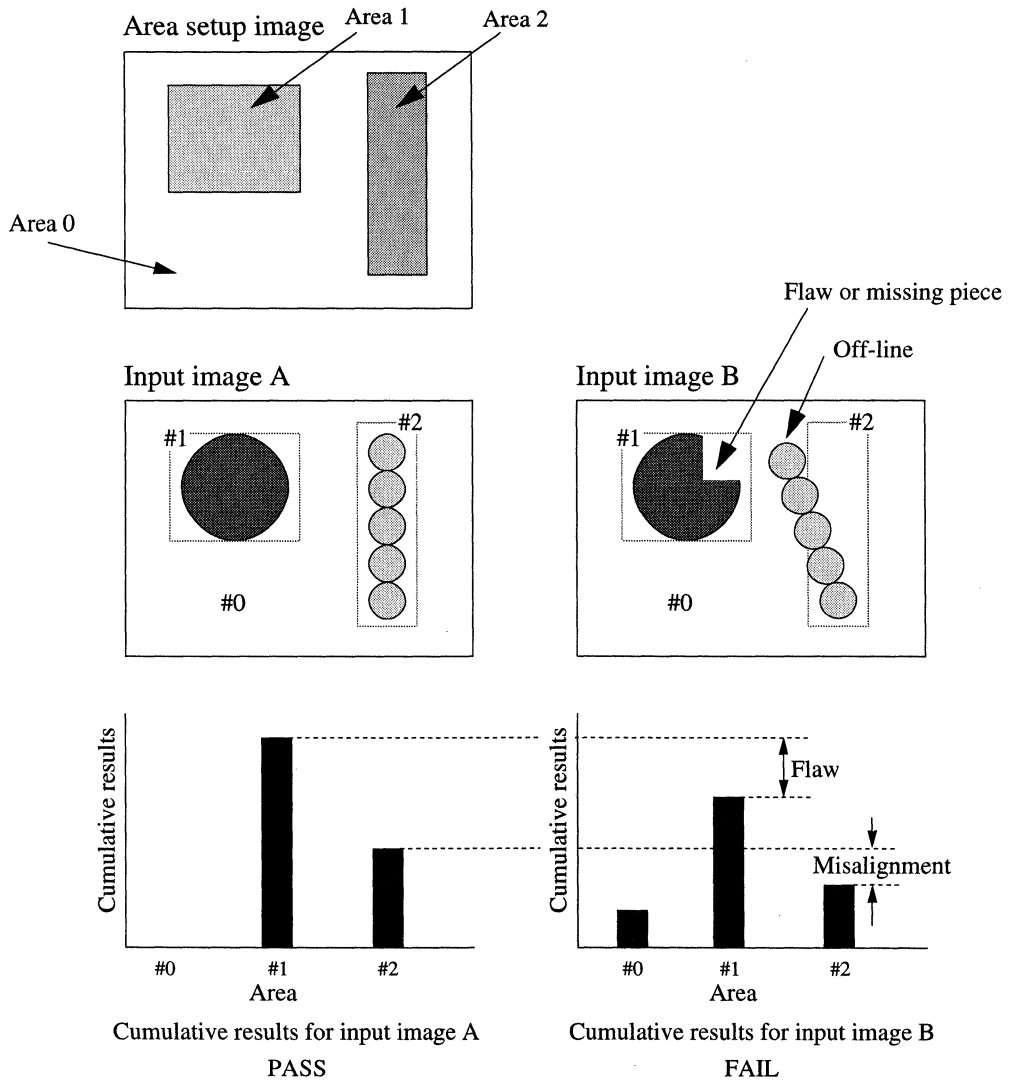 Area setup image
Area 1
Area 2
Area 0
Flaw or missing piece
Off-line
Input image A
#1
#2
#0
Input image B
#1
#2
#0
Cumulative results
#0
#1
#2
Area
Cumulative results for input image A
PASS
Cumulative results
Flaw
Misalignment
#0
#1
#2
Area
Cumulative results for input image B
FAIL